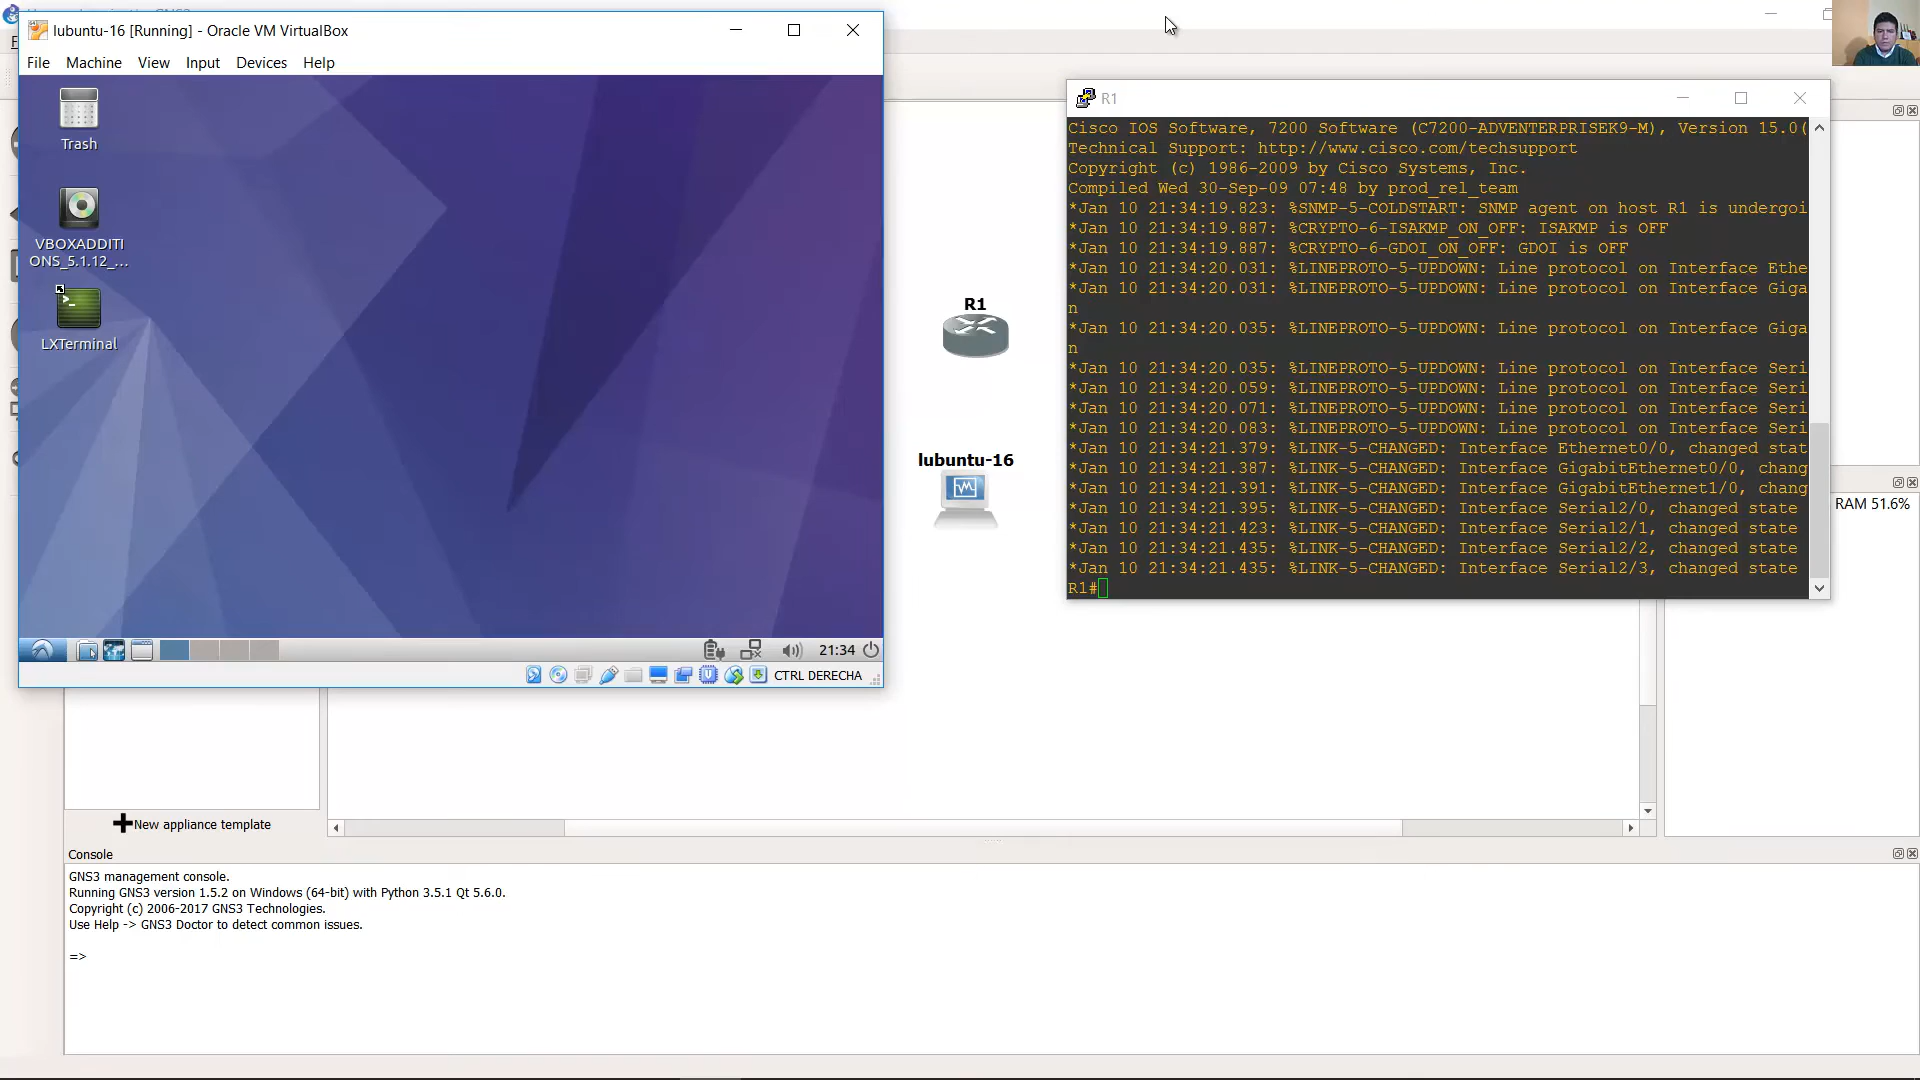 lubuntu-16 [Running] - Oracle VM VirtualBox
File Machine View Input Devices Help
Trash
VBOXADDITI
ONS_5.1.12_...
LXTerminal
21:34
CTRL DERECHA
R1
lubuntu-16
R1
Cisco IOS Software, 7200 Software (C7200-ADVENTERPRISEK9-M), Version 15.0(
Technical Support: http://www.cisco.com/techsupport
Copyright (c) 1986-2009 by Cisco Systems, Inc.
Compiled Wed 30-Sep-09 07:48 by prod_rel_team
*Jan 10 21:34:19.823: %SNMP-5-COLDSTART: SNMP agent on host R1 is undergoi
*Jan 10 21:34:19.887: %CRYPTO-6-ISAKMP_ON_OFF: ISAKMP is OFF
*Jan 10 21:34:19.887: %CRYPTO-6-GDOI_ON_OFF: GDOI is OFF
*Jan 10 21:34:20.031: %LINEPROTO-5-UPDOWN: Line protocol on Interface Ethe
*Jan 10 21:34:20.031: %LINEPROTO-5-UPDOWN: Line protocol on Interface Giga
n
*Jan 10 21:34:20.035: %LINEPROTO-5-UPDOWN: Line protocol on Interface Giga
n
*Jan 10 21:34:20.035: %LINEPROTO-5-UPDOWN: Line protocol on Interface Seri
*Jan 10 21:34:20.059: %LINEPROTO-5-UPDOWN: Line protocol on Interface Seri
*Jan 10 21:34:20.071: %LINEPROTO-5-UPDOWN: Line protocol on Interface Seri
*Jan 10 21:34:20.083: %LINEPROTO-5-UPDOWN: Line protocol on Interface Seri
*Jan 10 21:34:21.379: %LINK-5-CHANGED: Interface Ethernet0/0, changed stat
*Jan 10 21:34:21.387: %LINK-5-CHANGED: Interface GigabitEthernet0/0, chang
*Jan 10 21:34:21.391: %LINK-5-CHANGED: Interface GigabitEthernet1/0, chang
*Jan 10 21:34:21.395: %LINK-5-CHANGED: Interface Serial2/0, changed state
*Jan 10 21:34:21.423: %LINK-5-CHANGED: Interface Serial2/1, changed state
*Jan 10 21:34:21.435: %LINK-5-CHANGED: Interface Serial2/2, changed state
*Jan 10 21:34:21.435: %LINK-5-CHANGED: Interface Serial2/3, changed state
R1#
RAM 51.6%
New appliance template
Console
GNS3 management console.
Running GNS3 version 1.5.2 on Windows (64-bit) with Python 3.5.1 Qt 5.6.0.
Copyright (c) 2006-2017 GNS3 Technologies.
Use Help -> GNS3 Doctor to detect common issues.
=>